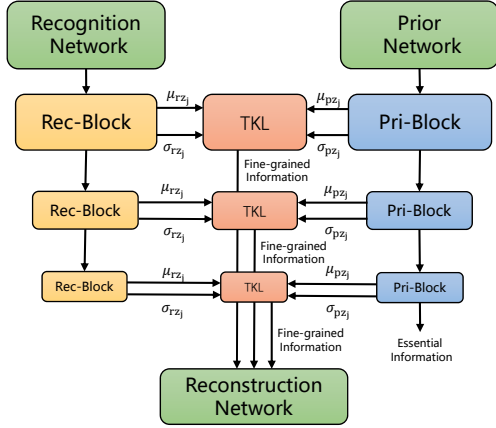 Recognition
Network
Prior
Network
Rec-Block
μrzj
σrzj
TKL
μpzj
σpzj
Pri-Block
Fine-grained
Information
Rec-Block
μrzj
σrzj
TKL
μpzj
σpzj
Pri-Block
Fine-grained
Information
Rec-Block
μrzj
σrzj
TKL
μpzj
σpzj
Pri-Block
Fine-grained
Information
Essential
Information
Reconstruction
Network